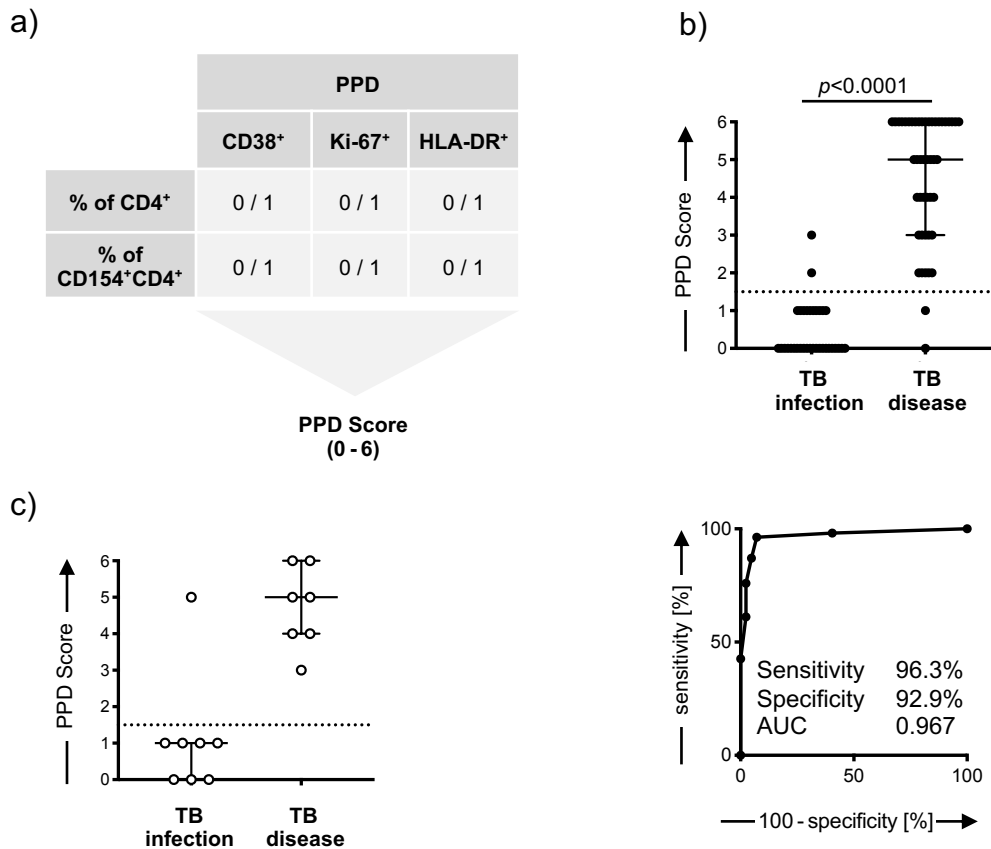 a)
PPD
CD38⁺ Ki-67⁺ HLA-DR⁺
% of CD4⁺ 0 / 1 0 / 1 0 / 1
% of
CD154⁺CD4⁺ 0 / 1 0 / 1 0 / 1
PPD Score
(0 - 6)
b)
p<0.0001
PPD Score
6
5
4
3
2
1
0
TB
infection
TB
disease
c)
PPD Score
6
5
4
3
2
1
0
TB
infection
TB
disease
sensitivity [%]
100
50
0
Sensitivity 96.3%
Specificity 92.9%
AUC 0.967
0 50 100
100 - specificity [%]